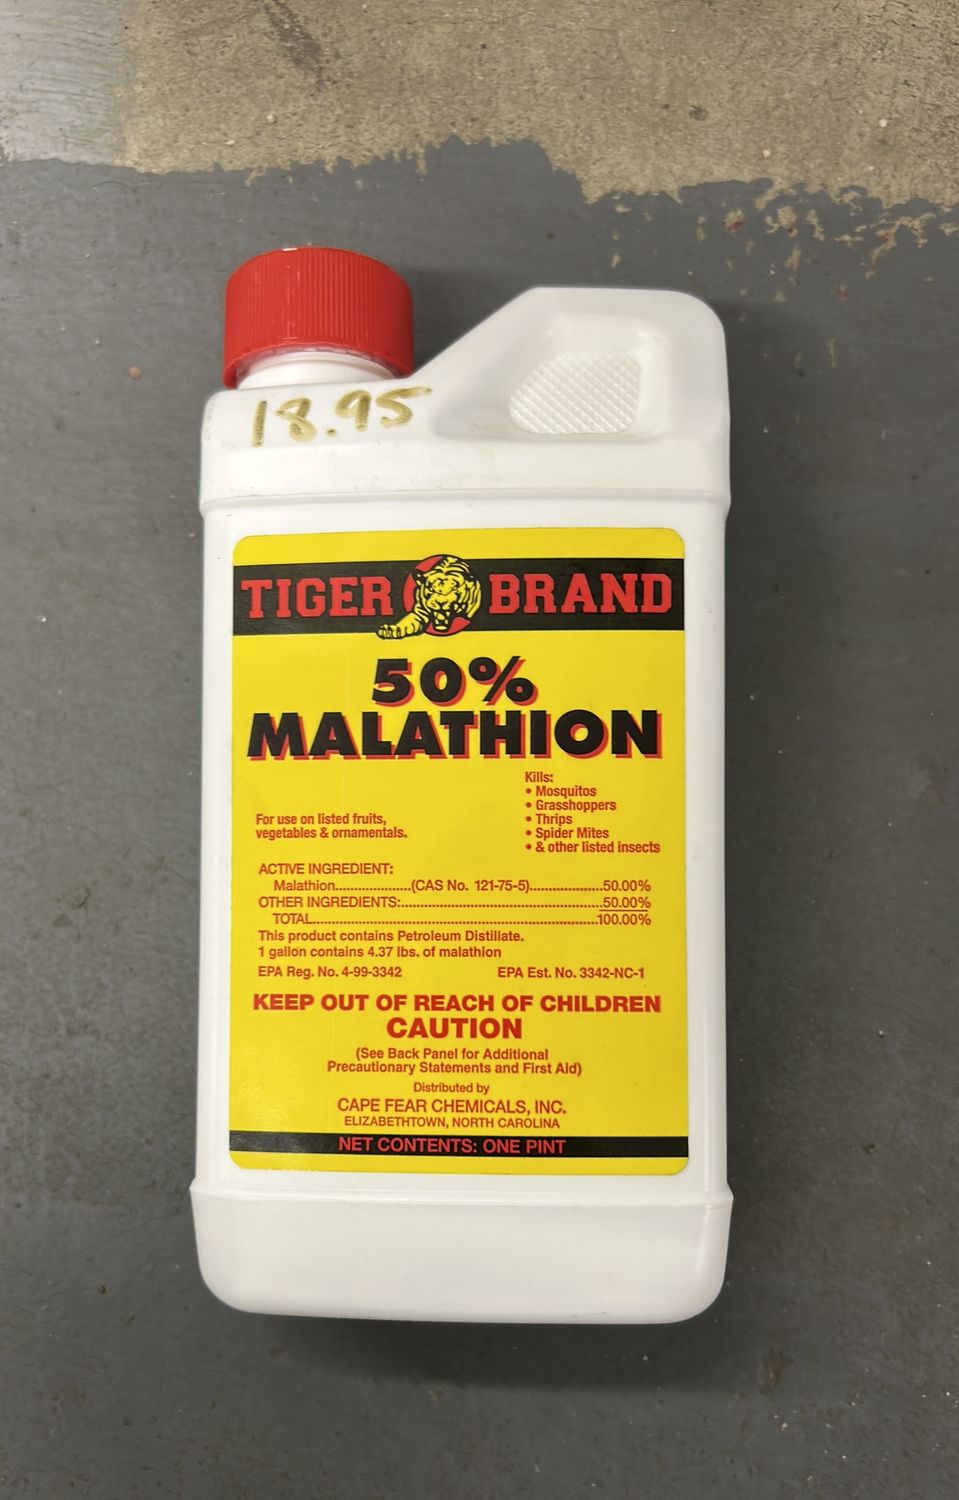 18.95
TIGER BRAND
50%
MALATHION
Kills:
• Mosquitos
• Grasshoppers
• Thrips
• Spider Mites
• & other listed insects
For use on listed fruits,
vegetables & ornamentals.
ACTIVE INGREDIENT:
Malathion....................(CAS No. 121-75-5)...................50.00%
OTHER INGREDIENTS:....................................................50.00%
TOTAL.........................................................................100.00%
This product contains Petroleum Distillate.
1 gallon contains 4.37 lbs. of malathion
EPA Reg. No. 4-99-3342 EPA Est. No. 3342-NC-1
KEEP OUT OF REACH OF CHILDREN
CAUTION
(See Back Panel for Additional
Precautionary Statements and First Aid)
Distributed by
CAPE FEAR CHEMICALS, INC.
ELIZABETHTOWN, NORTH CAROLINA
NET CONTENTS: ONE PINT